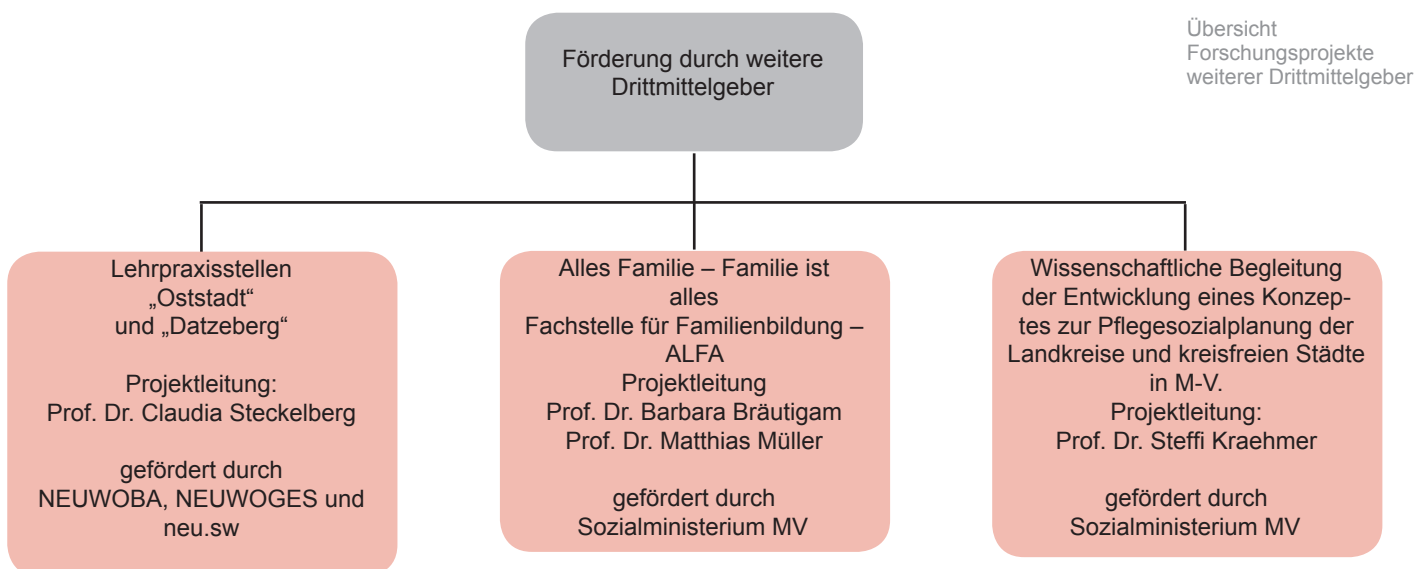 Förderung durch weitere
Drittmittelgeber
Übersicht
Forschungsprojekte
weiterer Drittmittelgeber
Lehrpraxisstellen
„Oststadt“
und „Datzeberg“
Projektleitung:
Prof. Dr. Claudia Steckelberg
gefördert durch
NEUWOBA, NEUWOGES und
neu.sw
Alles Familie – Familie ist
alles
Fachstelle für Familienbildung –
ALFA
Projektleitung
Prof. Dr. Barbara Bräutigam
Prof. Dr. Matthias Müller
gefördert durch
Sozialministerium MV
Wissenschaftliche Begleitung
der Entwicklung eines Konzep-
tes zur Pflegesozialplanung der
Landkreise und kreisfreien Städte
in M-V.
Projektleitung:
Prof. Dr. Steffi Kraehmer
gefördert durch
Sozialministerium MV